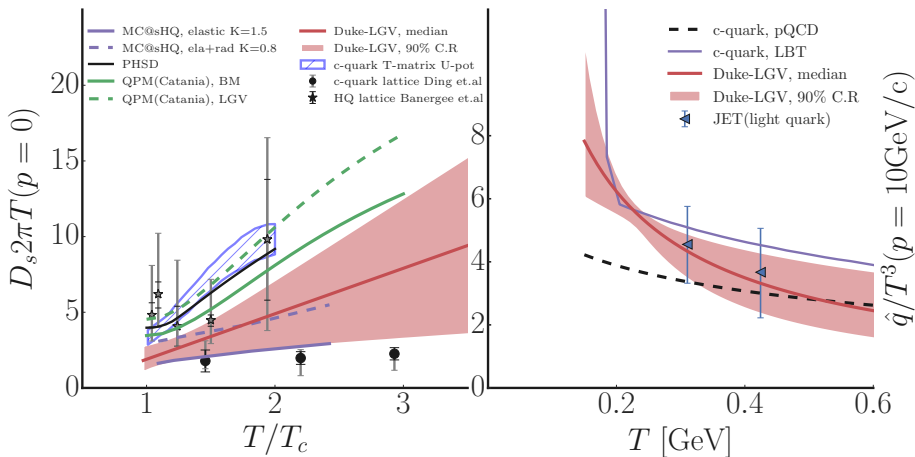 MC@sHQ, elastic K=1.5
MC@sHQ, ela+rad K=0.8
PHSD
QPM(Catania), BM
QPM(Catania), LGV
Duke-LGV, median
Duke-LGV, 90% C.R
c-quark T-matrix U-pot
c-quark lattice Ding et.al
HQ lattice Banergee et.al
D_s2πT(p = 0)
20
15
10
5
0
1
2
3
T/T_c
c-quark, pQCD
c-quark, LBT
Duke-LGV, median
Duke-LGV, 90% C.R
JET(light quark)
8
6
4
2
0
0.2
0.4
0.6
T [GeV]
q̂/T³(p = 10GeV/c)